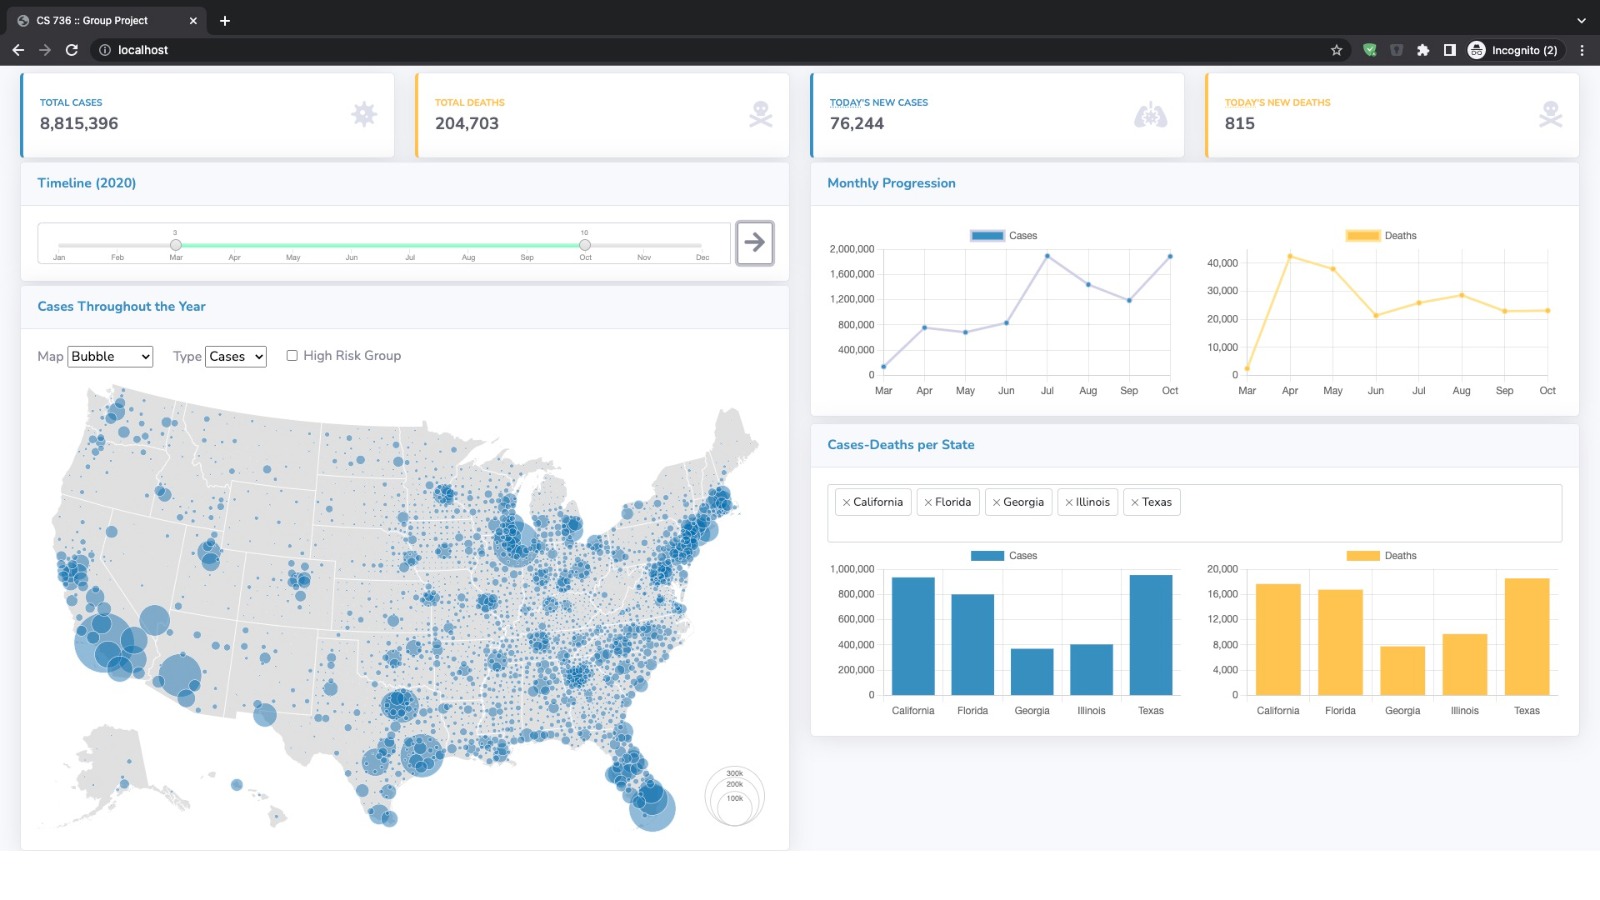 CS 736 :: Group Project
localhost
Incognito (2)
TOTAL CASES
8,815,396
TOTAL DEATHS
204,703
TODAY'S NEW CASES
76,244
TODAY'S NEW DEATHS
815
Timeline (2020)
3 10
Jan Feb Mar Apr May Jun Jul Aug Sep Oct Nov Dec
Cases Throughout the Year
Map Bubble Type Cases High Risk Group
300k
200k
100k
Monthly Progression
Cases
2,000,000
1,600,000
1,200,000
800,000
400,000
0
Mar Apr May Jun Jul Aug Sep Oct
Deaths
40,000
30,000
20,000
10,000
0
Mar Apr May Jun Jul Aug Sep Oct
Cases-Deaths per State
× California × Florida × Georgia × Illinois × Texas
Cases
1,000,000
800,000
600,000
400,000
200,000
0
California Florida Georgia Illinois Texas
Deaths
20,000
16,000
12,000
8,000
4,000
0
California Florida Georgia Illinois Texas